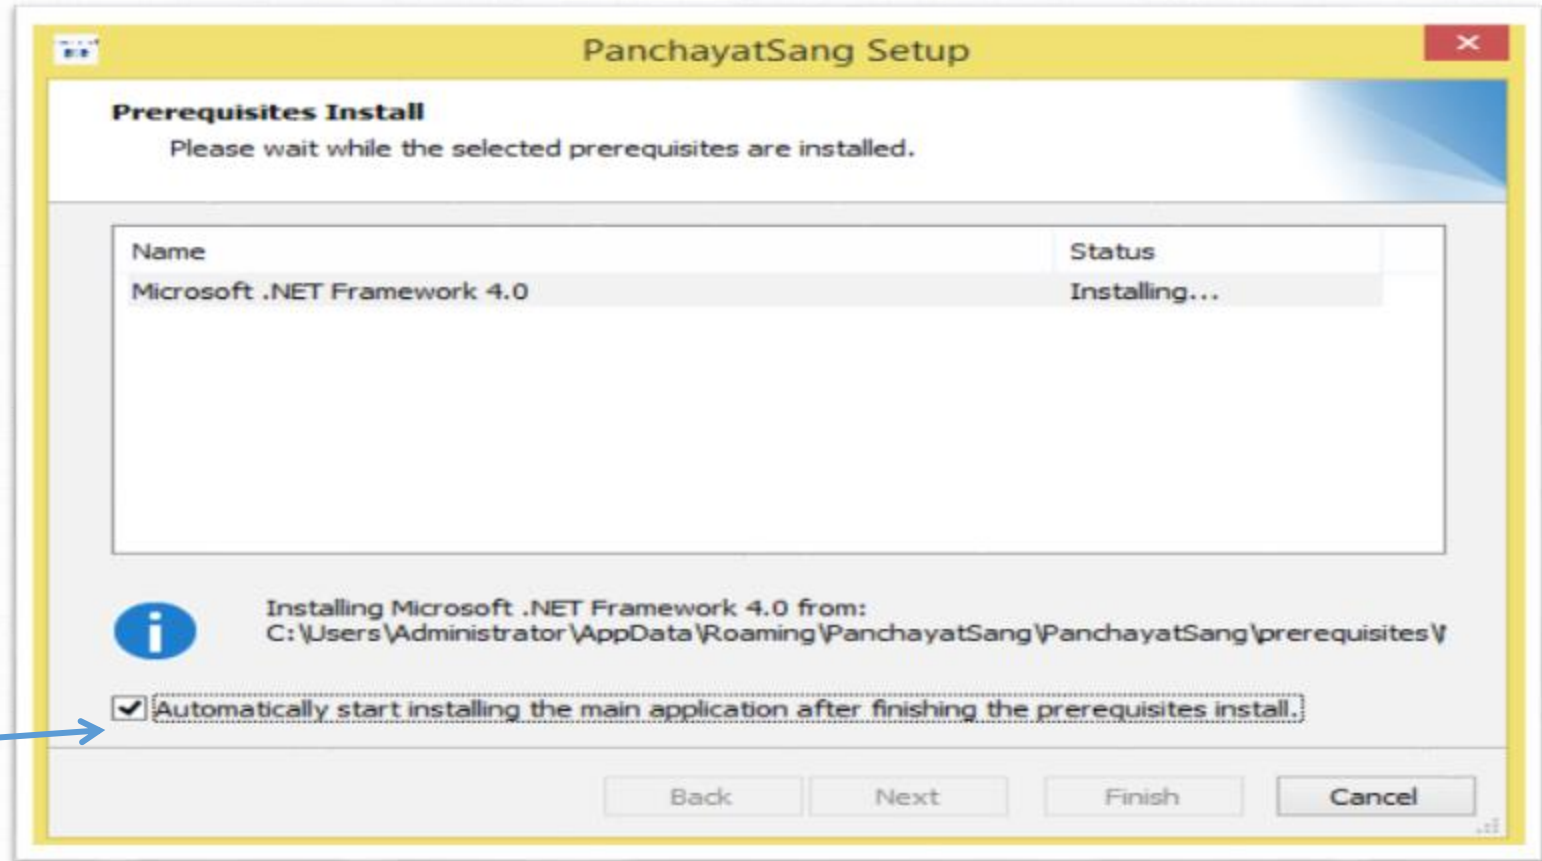 PanchayatSang Setup
Prerequisites Install
Please wait while the selected prerequisites are installed.
Name Status
Microsoft .NET Framework 4.0 Installing...
Installing Microsoft .NET Framework 4.0 from:
C:\Users\Administrator\AppData\Roaming\PanchayatSang\PanchayatSang\prerequisites\
Automatically start installing the main application after finishing the prerequisites install.
Back Next Finish Cancel